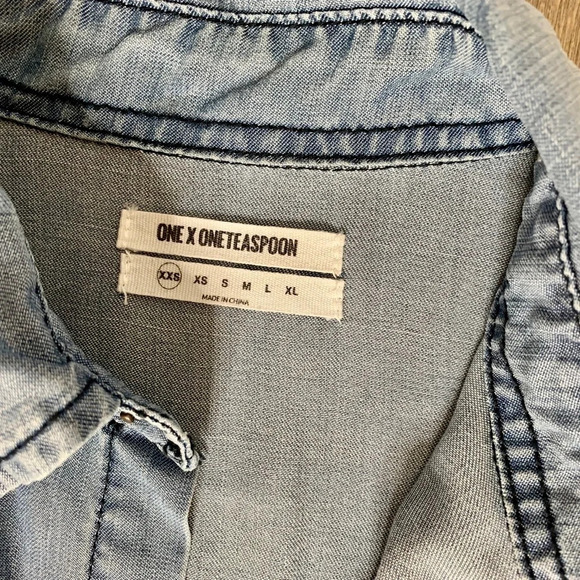 ONE X ONETEASPOON
XXS XS S M L XL
MADE IN CHINA